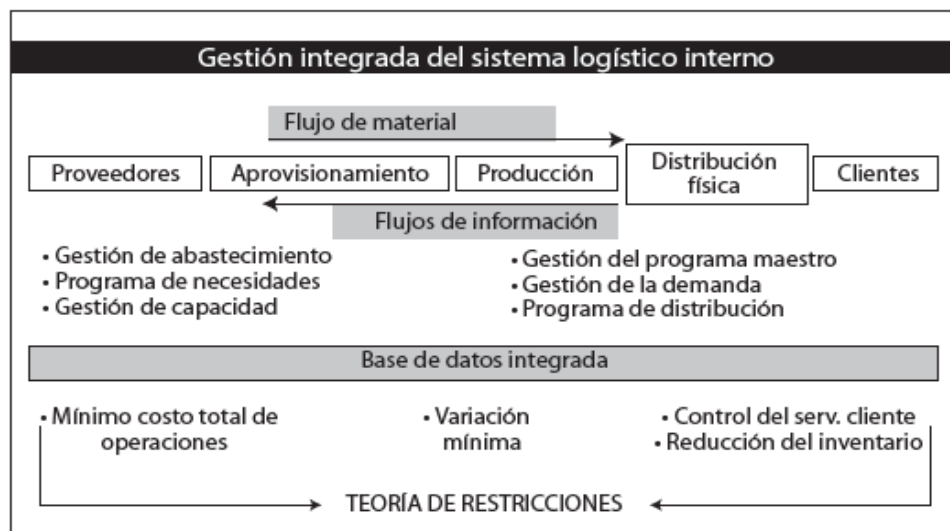 Gestión integrada del sistema logístico interno
Flujo de material
Proveedores
Aprovisionamiento
Producción
Distribución
física
Clientes
Flujos de información
• Gestión de abastecimiento
• Programa de necesidades
• Gestión de capacidad
• Gestión del programa maestro
• Gestión de la demanda
• Programa de distribución
Base de datos integrada
• Mínimo costo total de
operaciones
• Variación
mínima
• Control del serv. cliente
• Reducción del inventario
TEORÍA DE RESTRICCIONES